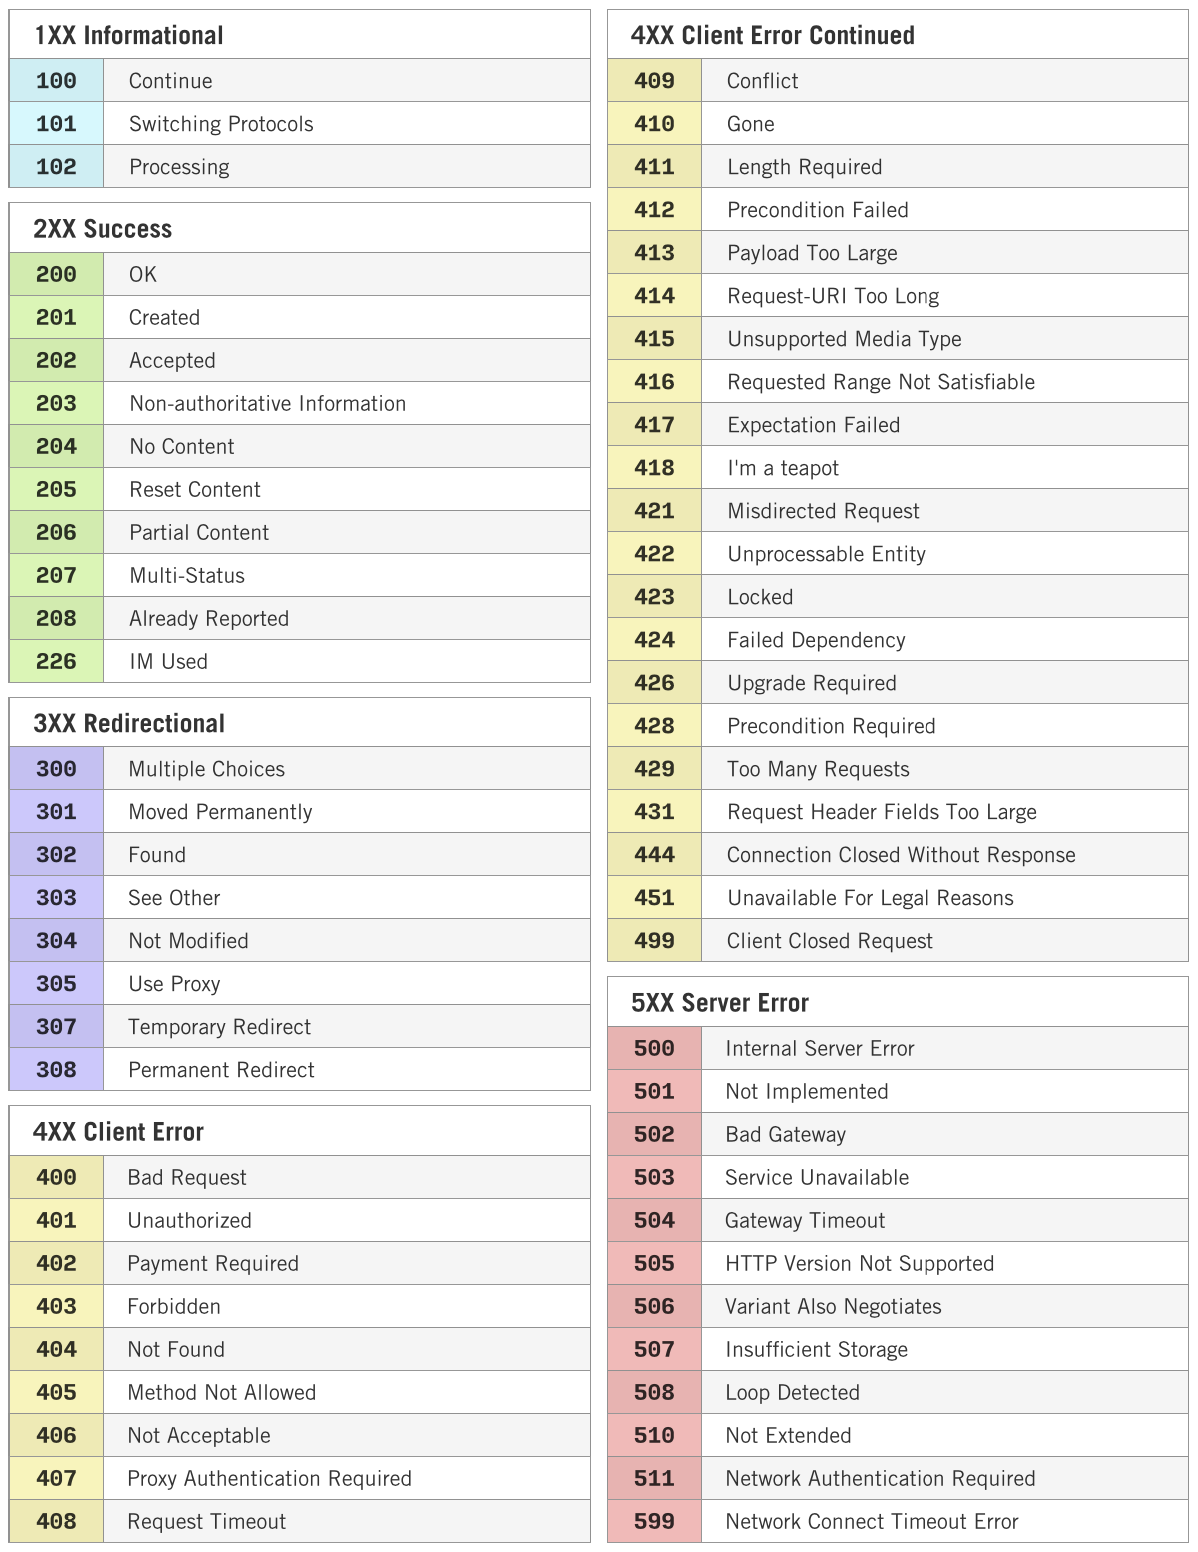 1XX Informational
100 Continue
101 Switching Protocols
102 Processing
2XX Success
200 OK
201 Created
202 Accepted
203 Non-authoritative Information
204 No Content
205 Reset Content
206 Partial Content
207 Multi-Status
208 Already Reported
226 IM Used
3XX Redirectional
300 Multiple Choices
301 Moved Permanently
302 Found
303 See Other
304 Not Modified
305 Use Proxy
307 Temporary Redirect
308 Permanent Redirect
4XX Client Error
400 Bad Request
401 Unauthorized
402 Payment Required
403 Forbidden
404 Not Found
405 Method Not Allowed
406 Not Acceptable
407 Proxy Authentication Required
408 Request Timeout
4XX Client Error Continued
409 Conflict
410 Gone
411 Length Required
412 Precondition Failed
413 Payload Too Large
414 Request-URI Too Long
415 Unsupported Media Type
416 Requested Range Not Satisfiable
417 Expectation Failed
418 I'm a teapot
421 Misdirected Request
422 Unprocessable Entity
423 Locked
424 Failed Dependency
426 Upgrade Required
428 Precondition Required
429 Too Many Requests
431 Request Header Fields Too Large
444 Connection Closed Without Response
451 Unavailable For Legal Reasons
499 Client Closed Request
5XX Server Error
500 Internal Server Error
501 Not Implemented
502 Bad Gateway
503 Service Unavailable
504 Gateway Timeout
505 HTTP Version Not Supported
506 Variant Also Negotiates
507 Insufficient Storage
508 Loop Detected
510 Not Extended
511 Network Authentication Required
599 Network Connect Timeout Error